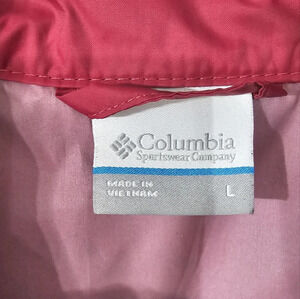 Columbia
Sportswear Company
MADE IN
VIETNAM
L